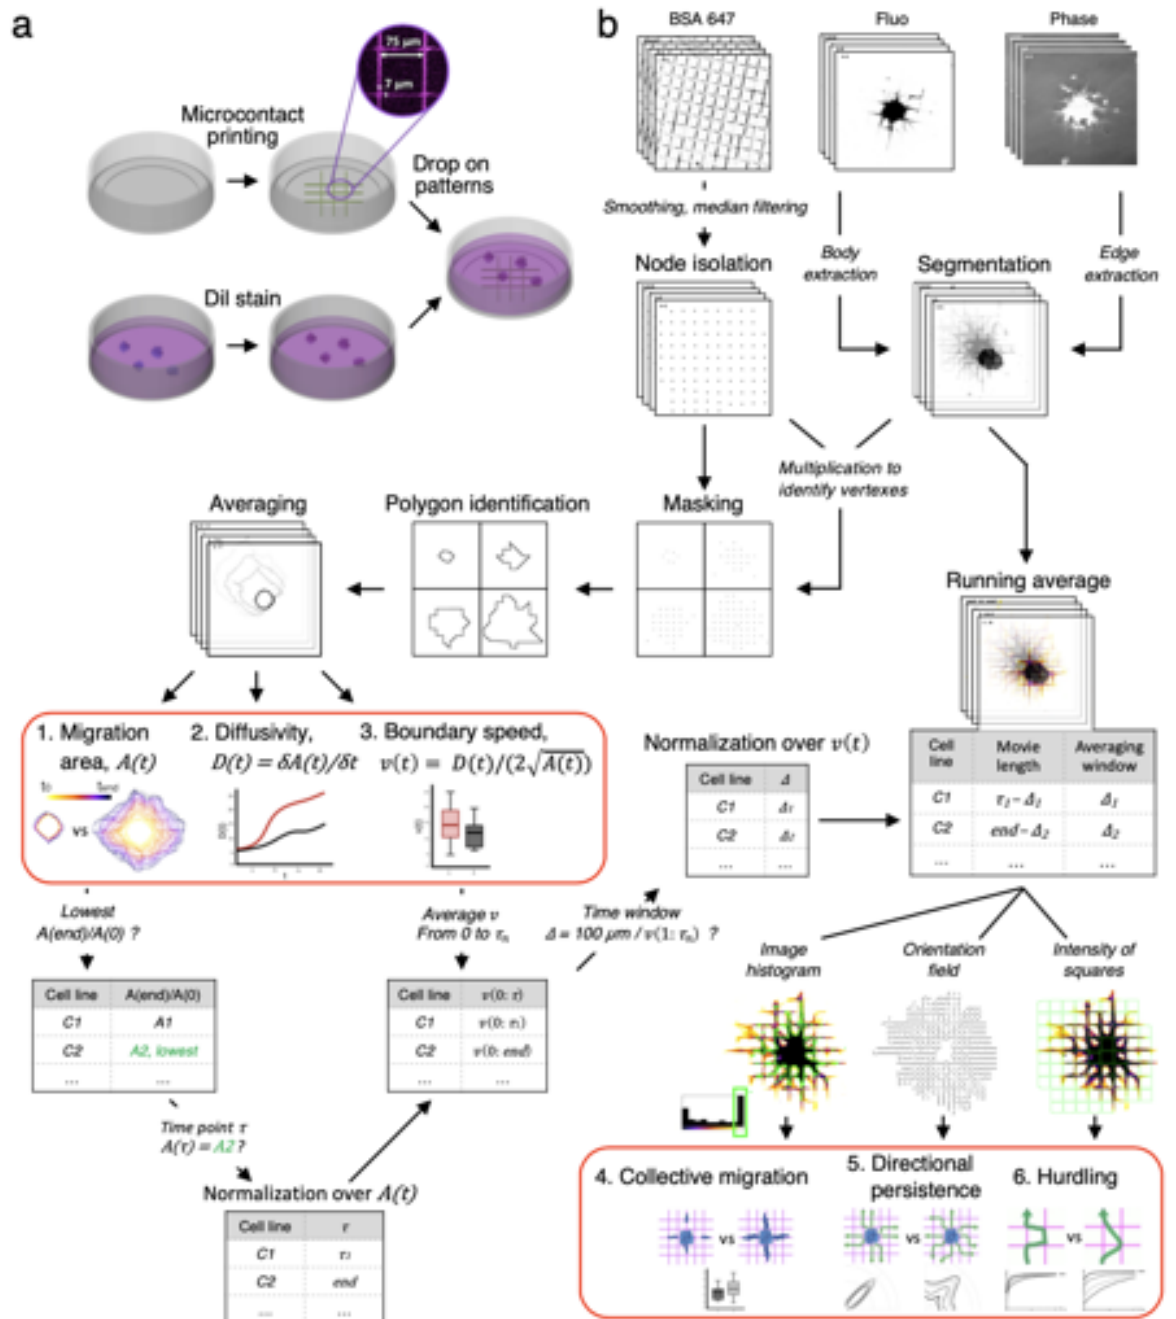 a
75 µm
7 µm
Microcontact
printing
Drop on
patterns
DiI stain
b
BSA 647
Fluo
Phase
Smoothing, median filtering
Body
extraction
Edge
extraction
Node isolation
Segmentation
Multiplication to
identify vertexes
Averaging
Polygon identification
Masking
Running average
1. Migration
area, A(t)
t0
tend
vs
2. Diffusivity,
D(t) = δA(t)/δt
D(t)
t
3. Boundary speed,
v(t) = D(t)/(2√A(t))
v(t)
Normalization over v(t)
Cell line Δ
C1 Δ1
C2 Δ2
... ...
Cell
line
Movie
length
Averaging
window
C1 τ1 – Δ1 Δ1
C2 end – Δ2 Δ2
... ... ...
Lowest
A(end)/A(0) ?
Average v
From 0 to τn
Time window
Δ = 100 µm / v(1: τn) ?
Cell line A(end)/A(0)
C1 A1
C2 A2, lowest
... ...
Cell line v(0: τ)
C1 v(0: τ1)
C2 v(0: end)
... ...
Time point τ
A(τ) = A2 ?
Normalization over A(t)
Cell line τ
C1 τ1
C2 end
... ...
Image
histogram
Orientation
field
Intensity of
squares
4. Collective migration
vs
5. Directional
persistence
vs
6. Hurdling
vs